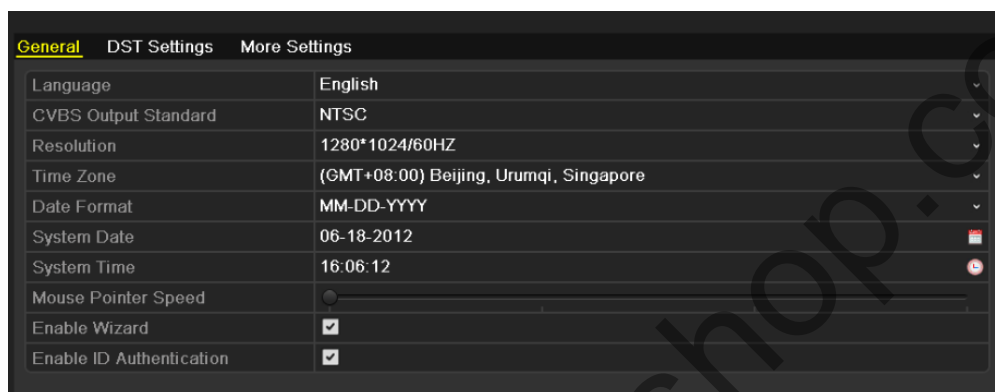 General DST Settings More Settings
Language English
CVBS Output Standard NTSC
Resolution 1280*1024/60HZ
Time Zone (GMT+08:00) Beijing, Urumqi, Singapore
Date Format MM-DD-YYYY
System Date 06-18-2012
System Time 16:06:12
Mouse Pointer Speed
Enable Wizard
Enable ID Authentication
shop.co